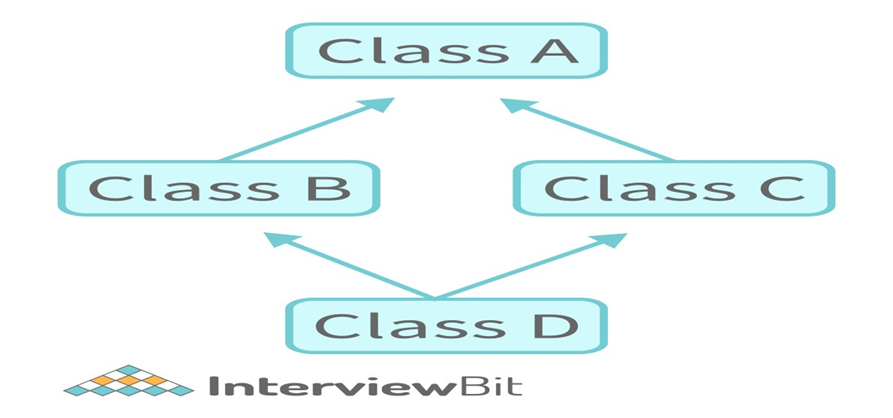 Class A
Class B
Class C
Class D
InterviewBit